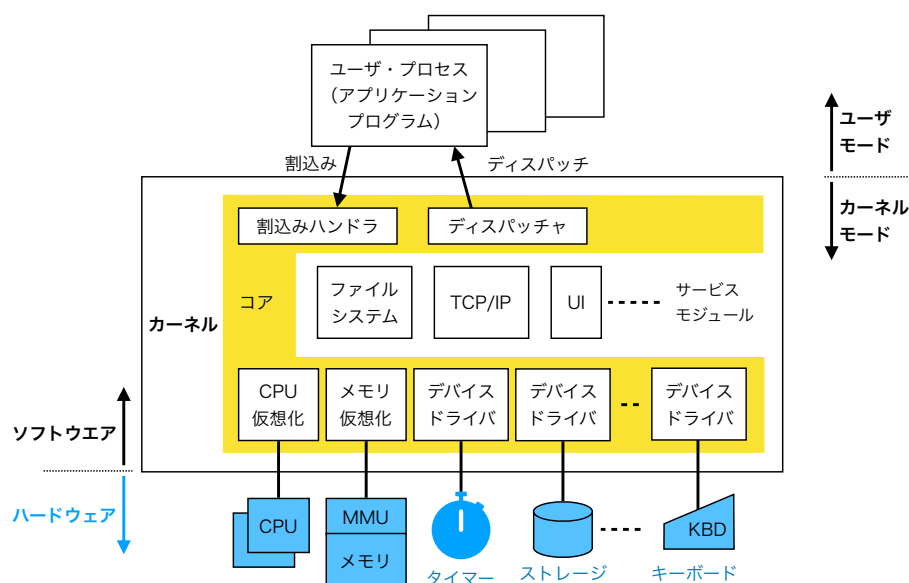 ユーザ・プロセス
（アプリケーション
プログラム）
ユーザ
モード
割込み
ディスパッチ
カーネル
モード
割込みハンドラ
ディスパッチャ
コア
ファイル
システム
TCP/IP
UI
サービス
モジュール
カーネル
CPU
仮想化
メモリ
仮想化
デバイス
ドライバ
デバイス
ドライバ
デバイス
ドライバ
ソフトウエア
ハードウェア
CPU
MMU
メモリ
KBD
タイマー
ストレージ
キーボード